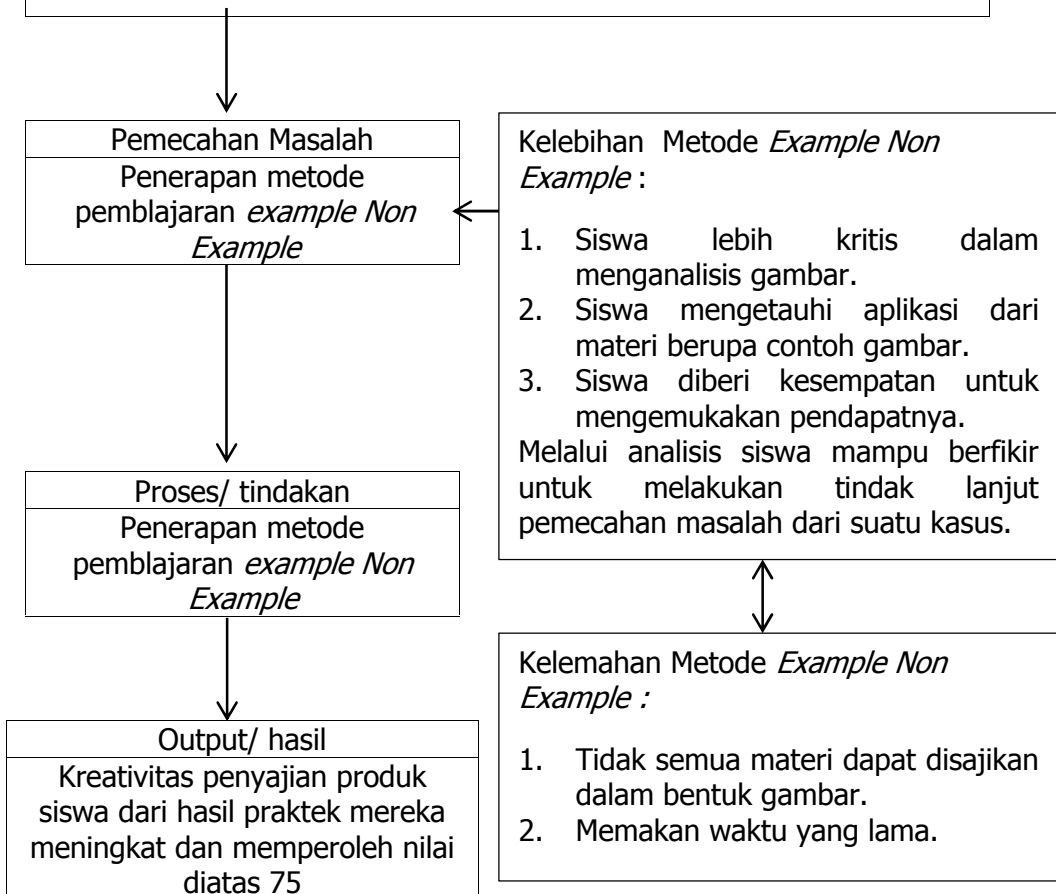 Pemecahan Masalah
Penerapan metode
pemblajaran example Non
Example
Kelebihan Metode Example Non
Example :
1. Siswa lebih kritis dalam
menganalisis gambar.
2. Siswa mengetauhi aplikasi dari
materi berupa contoh gambar.
3. Siswa diberi kesempatan untuk
mengemukakan pendapatnya.
Melalui analisis siswa mampu berfikir
untuk melakukan tindak lanjut
pemecahan masalah dari suatu kasus.
Proses/ tindakan
Penerapan metode
pemblajaran example Non
Example
Kelemahan Metode Example Non
Example :
1. Tidak semua materi dapat disajikan
dalam bentuk gambar.
2. Memakan waktu yang lama.
Output/ hasil
Kreativitas penyajian produk
siswa dari hasil praktek mereka
meningkat dan memperoleh nilai
diatas 75